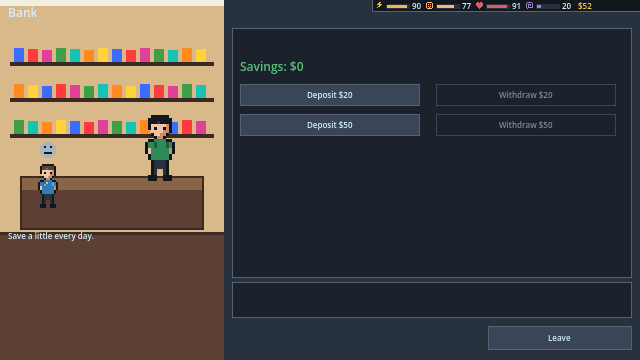 Bank
90 77 91 20 $52
Savings: $0
Deposit $20 Withdraw $20
Deposit $50 Withdraw $50
Save a little every day.
Leave